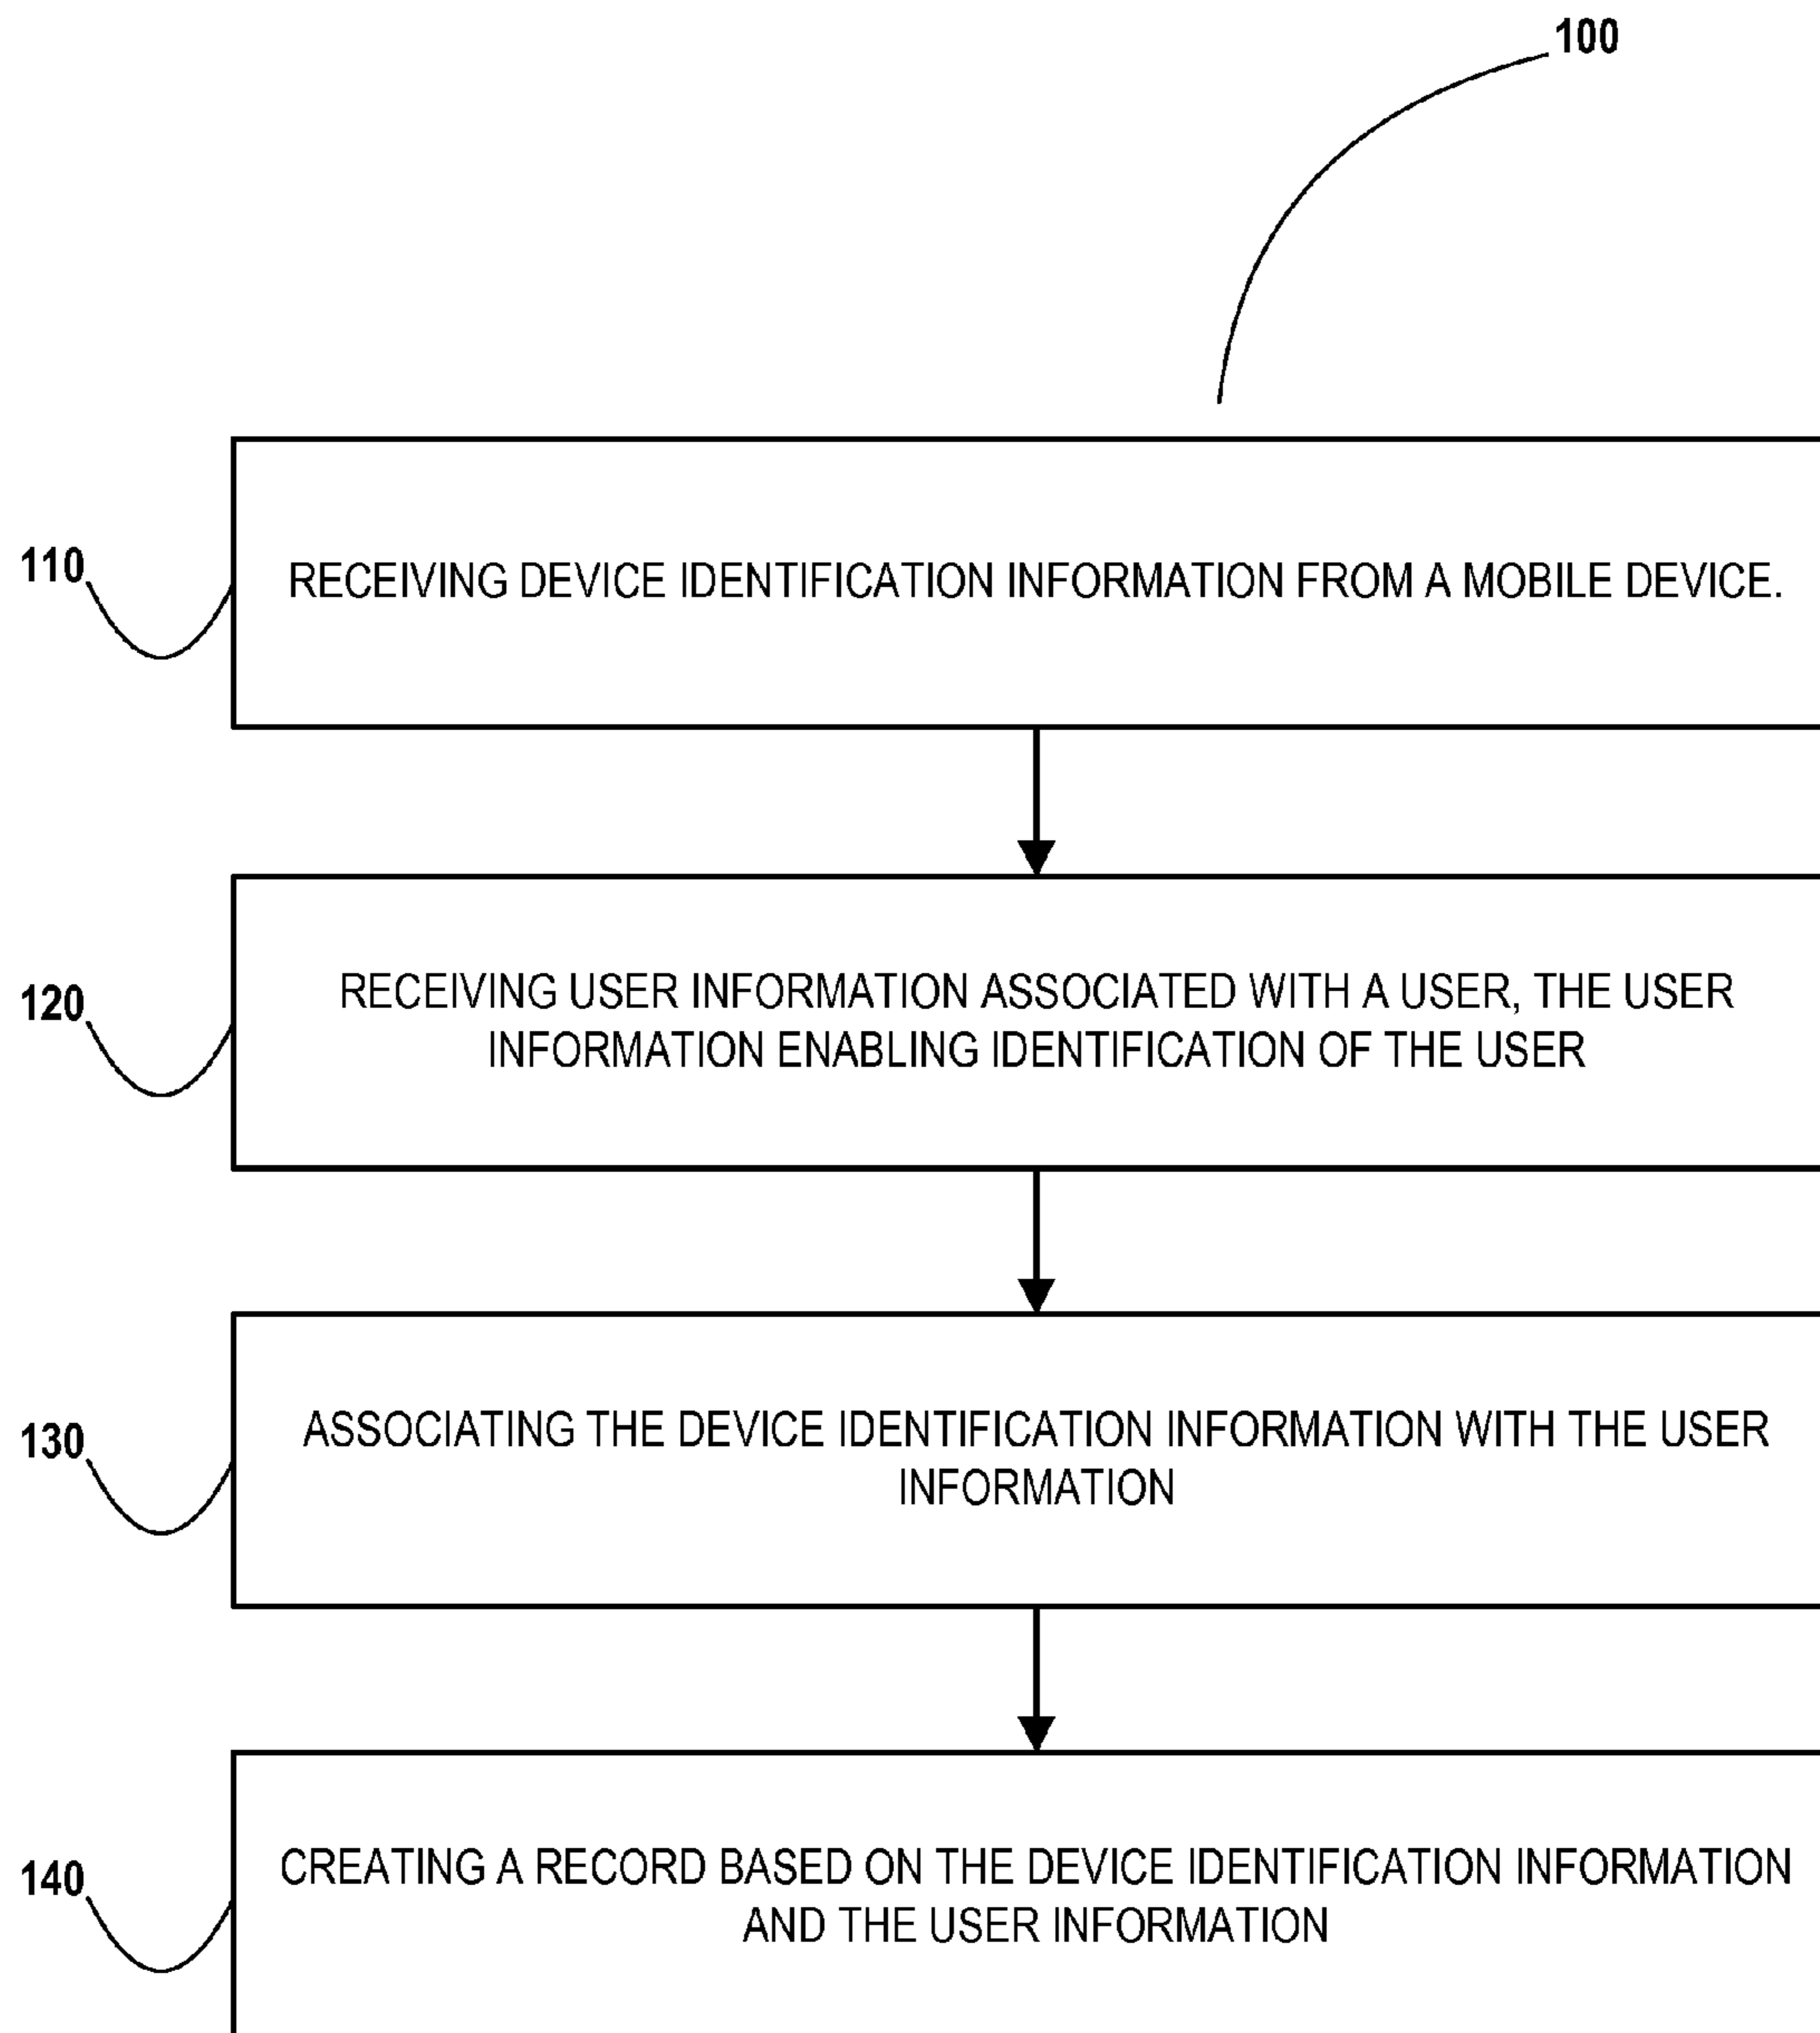 100
110
RECEIVING DEVICE IDENTIFICATION INFORMATION FROM A MOBILE DEVICE.
120
RECEIVING USER INFORMATION ASSOCIATED WITH A USER, THE USER
INFORMATION ENABLING IDENTIFICATION OF THE USER
130
ASSOCIATING THE DEVICE IDENTIFICATION INFORMATION WITH THE USER
INFORMATION
140
CREATING A RECORD BASED ON THE DEVICE IDENTIFICATION INFORMATION
AND THE USER INFORMATION